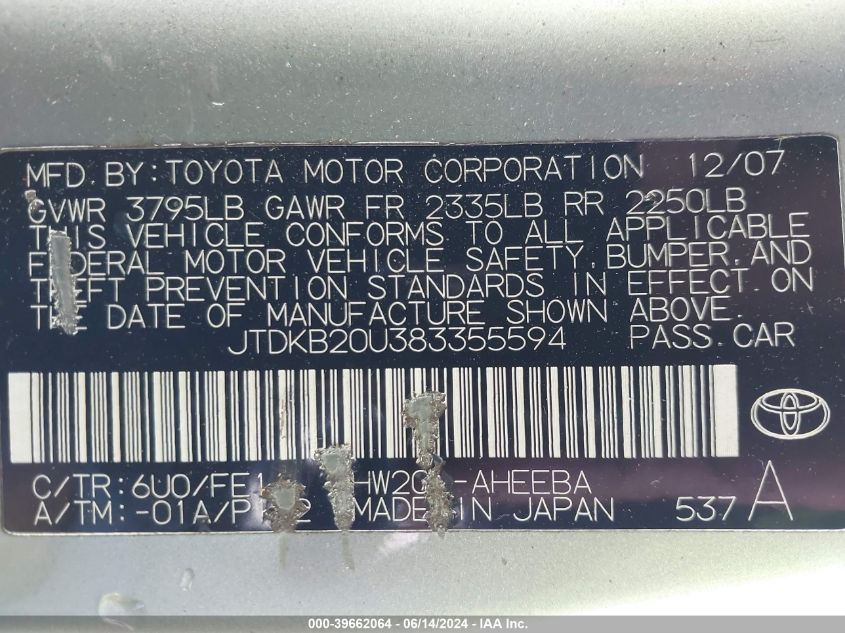 MFD. BY: TOYOTA MOTOR CORPORATION 12/07
GVWR 3795LB GAWR FR 2335LB RR 2250LB
THIS VEHICLE CONFORMS TO ALL APPLICABLE
FEDERAL MOTOR VEHICLE SAFETY, BUMPER, AND
THEFT PREVENTION STANDARDS IN EFFECT ON
THE DATE OF MANUFACTURE SHOWN ABOVE.
JTDKB20U383355594 PASS. CAR
C/TR: 6U0/FE1 -AHEEBA
A/TM: -01A/ MADE IN JAPAN 537 A
000-39662064 / 06/14/2024 - IAA Inc.